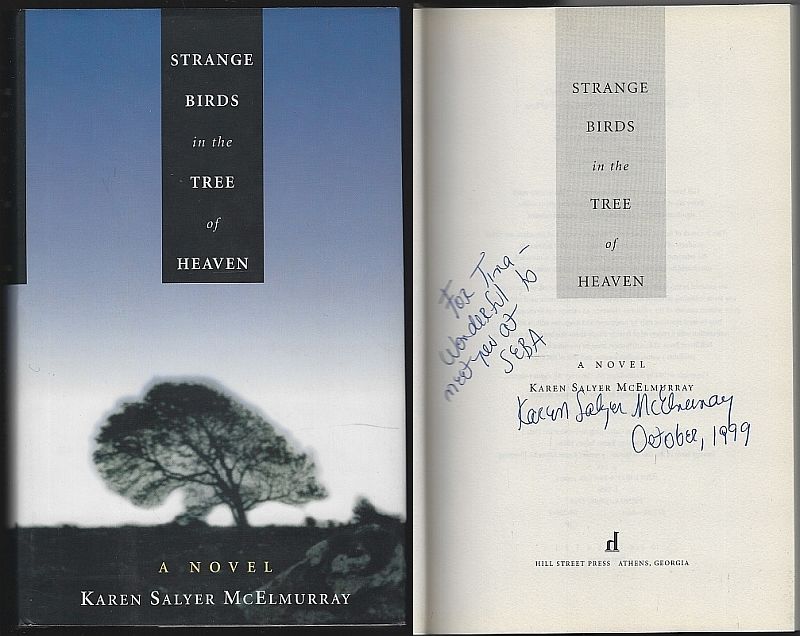 STRANGE
BIRDS
in the
TREE
of
HEAVEN
A NOVEL
KAREN SALYER MCELMURRAY
STRANGE
BIRDS
in the
TREE
of
HEAVEN
For Tina –
Wonderful to
meet you at
SEBA
A NOVEL
KAREN SALYER MCELMURRAY
Karen Salyer McElmurray
October, 1999
HILL STREET PRESS ATHENS, GEORGIA